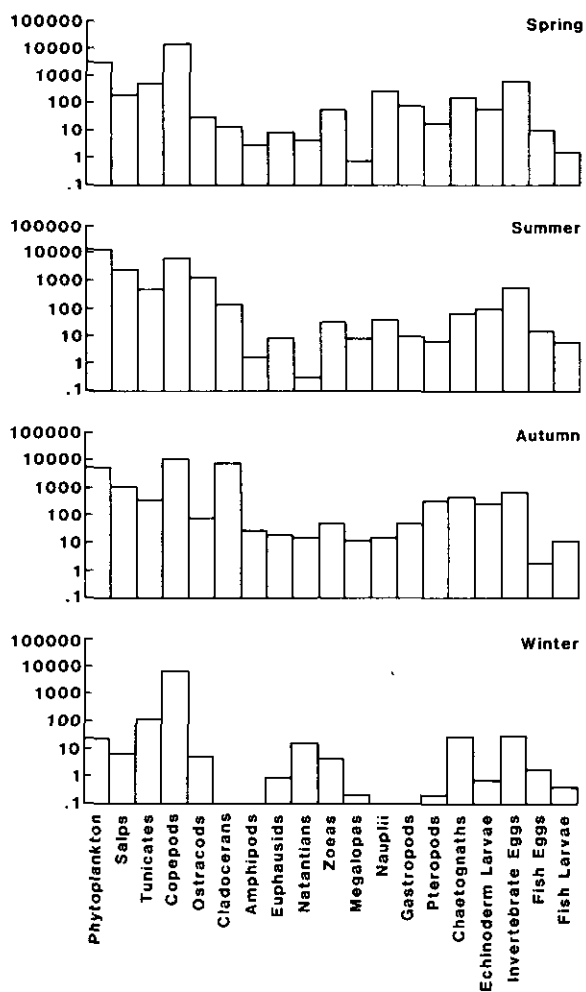 Spring
100000
10000
1000
100
10
1
.1
Summer
100000
10000
1000
100
10
1
.1
Autumn
100000
10000
1000
100
10
1
.1
Winter
100000
10000
1000
100
10
1
.1
Phytoplankton
Salps
Tunicates
Copepods
Ostracods
Cladocerans
Amphipods
Euphausids
Natantians
Zoeas
Megalopas
Nauplii
Gastropods
Pteropods
Chaetognaths
Echinoderm Larvae
Invertebrate Eggs
Fish Eggs
Fish Larvae